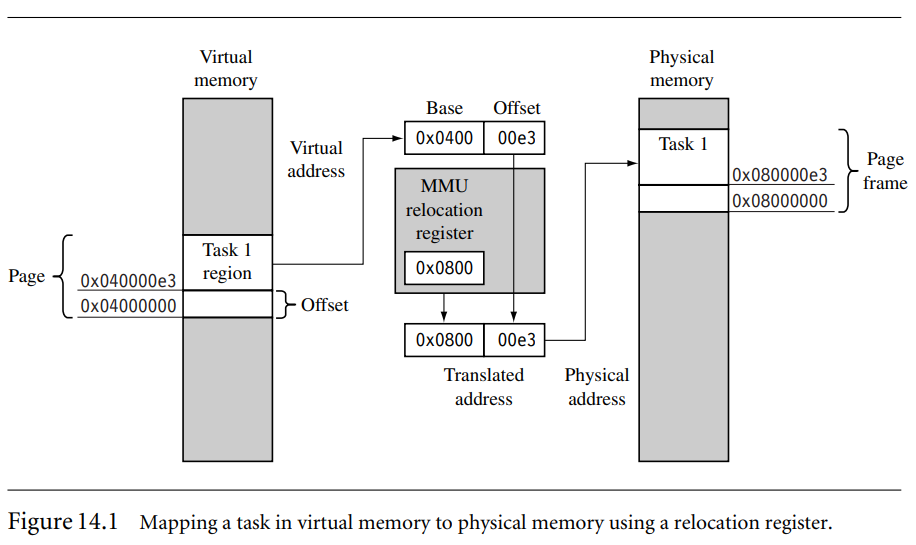 Virtual
memory
Physical
memory
Base
Offset
0x0400
00e3
Virtual
address
Task 1
0x080000e3
0x08000000
Page
frame
MMU
relocation
register
0x0800
Task 1
region
Page
0x040000e3
0x04000000
Offset
0x0800
00e3
Translated
address
Physical
address
Figure 14.1 Mapping a task in virtual memory to physical memory using a relocation register.